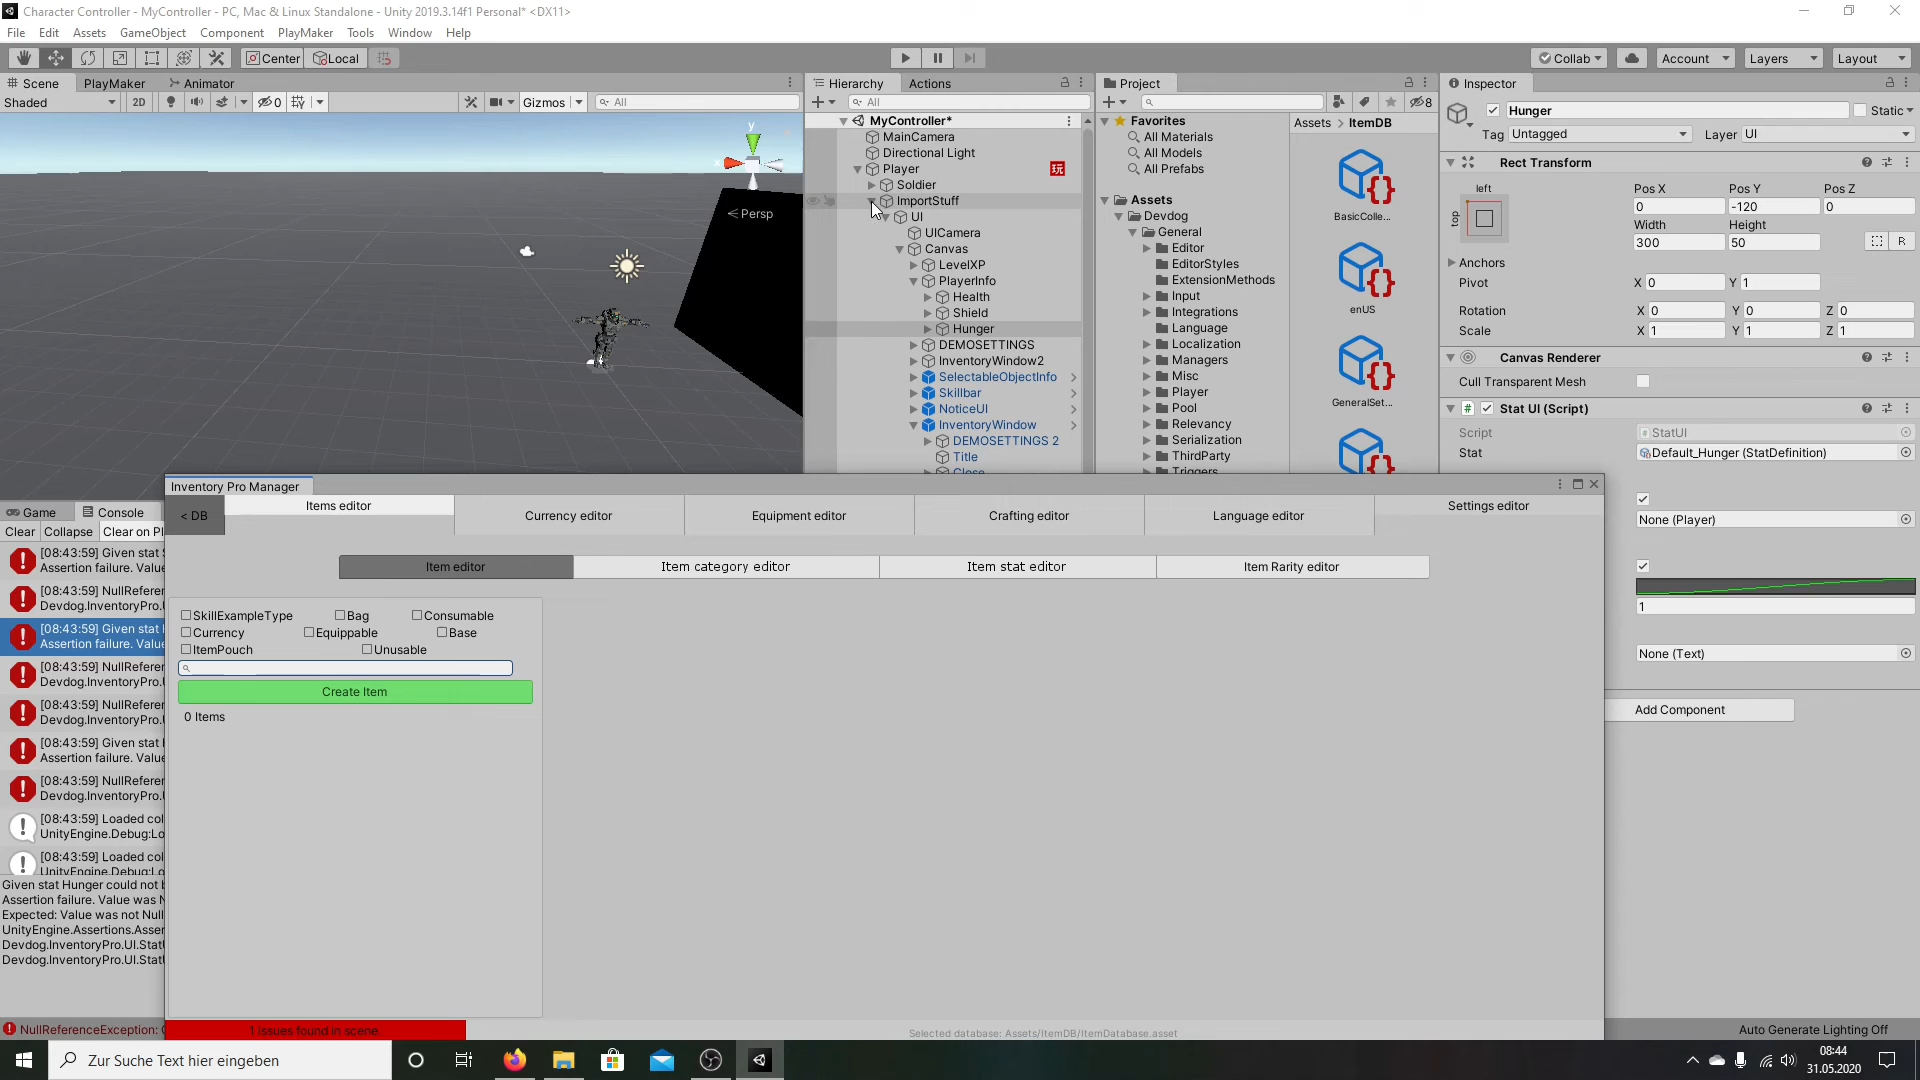 Character Controller - MyController - PC, Mac & Linux Standalone - Unity 2019.3.14f1 Personal* <DX11>
File Edit Assets GameObject Component PlayMaker Tools Window Help
Center Local Collab Account Layers Layout
Scene PlayMaker Animator
Shaded 2D 0 Gizmos All
y
x
Persp
Hierarchy Actions
All
MyController*
MainCamera
Directional Light
Player
玩
Soldier
ImportStuff
UI
UICamera
Canvas
LevelXP
PlayerInfo
Health
Shield
Hunger
DEMOSETTINGS
InventoryWindow2
SelectableObjectInfo
Skillbar
NoticeUI
InventoryWindow
DEMOSETTINGS 2
Title
Close
Project
8
Favorites
All Materials
All Models
All Prefabs
Assets
Devdog
General
Editor
EditorStyles
ExtensionMethods
Input
Integrations
Language
Localization
Managers
Misc
Player
Pool
Relevancy
Serialization
ThirdParty
Triggers
Assets > ItemDB
BasicColle...
enUS
GeneralSet...
Inspector
Hunger Static
Tag Untagged Layer UI
Rect Transform
left
top
Pos X Pos Y Pos Z
0 -120 0
Width Height
300 50 R
Anchors
Pivot X 0 Y 1
Rotation X 0 Y 0 Z 0
Scale X 1 Y 1 Z 1
Canvas Renderer
Cull Transparent Mesh
Stat UI (Script)
Script StatUI
Stat Default_Hunger (StatDefinition)
None (Player)
1
None (Text)
Add Component
Game Console
Clear Collapse Clear on Pl
[08:43:59] Given stat
Assertion failure. Value
[08:43:59] NullReferen
Devdog.InventoryPro.U
[08:43:59] Given stat
Assertion failure. Value
[08:43:59] NullReferen
Devdog.InventoryPro.U
[08:43:59] NullReferen
Devdog.InventoryPro.U
[08:43:59] Given stat
Assertion failure. Value
[08:43:59] NullReferen
Devdog.InventoryPro.U
[08:43:59] Loaded col
UnityEngine.Debug:Lo
[08:43:59] Loaded col
UnityEngine.Debug:Lo
Given stat Hunger could not b
Assertion failure. Value was N
Expected: Value was not Null
UnityEngine.Assertions.Asser
Devdog.InventoryPro.UI.StatU
Devdog.InventoryPro.UI.StatU
NullReferenceException:
Inventory Pro Manager
< DB Items editor Currency editor Equipment editor Crafting editor Language editor Settings editor
Item editor Item category editor Item stat editor Item Rarity editor
SkillExampleType Bag Consumable
Currency Equippable Base
ItemPouch Unusable
Create Item
0 Items
1 issues found in scene.
Selected database: Assets/ItemDB/ItemDatabase.asset
Auto Generate Lighting Off
Zur Suche Text hier eingeben
08:44
31.05.2020